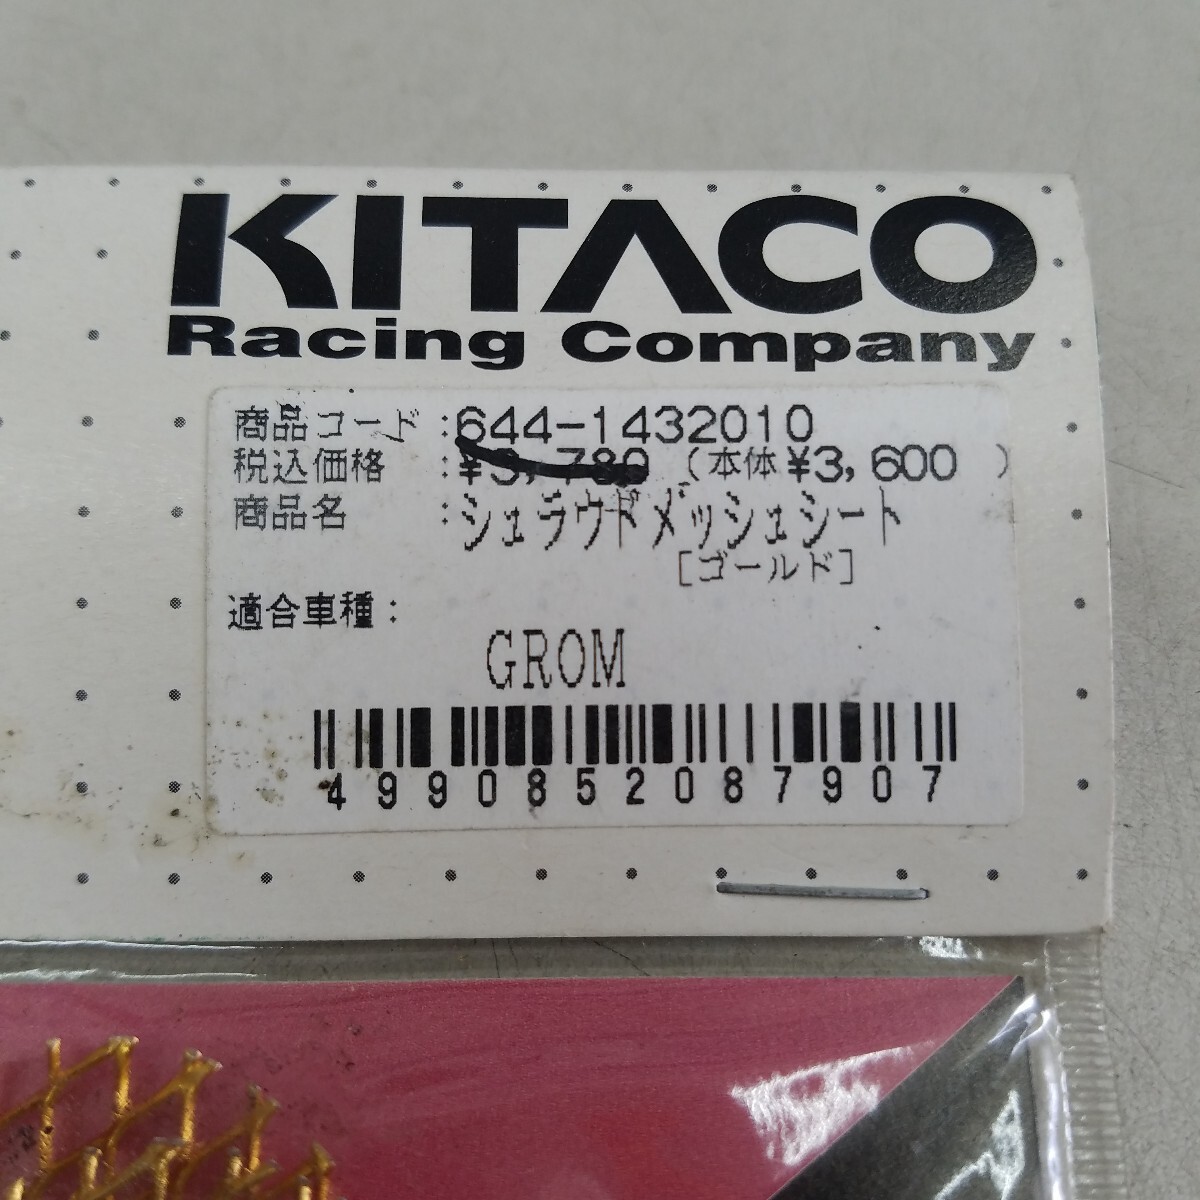 KITACO
Racing Company
商品コード:644-1432010
税込価格 :¥3,780 (本体¥3,600 )
商品名 :シュラウドメッシュシート
[ゴールド]
適合車種:
GROM
4990852087907